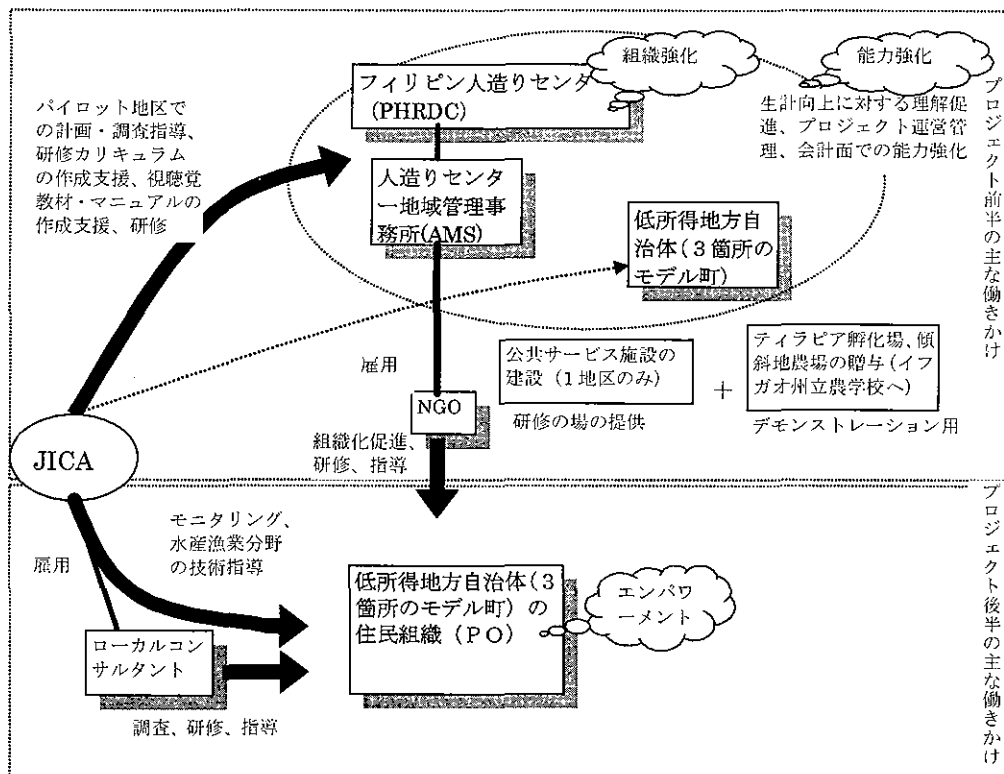 組織強化
能力強化
フィリピン人造りセンタ
(PHRDC)
パイロット地区で
の計画・調査指導、
研修カリキュラム
の作成支援、視聴覚
教材・マニュアルの
作成支援、研修
生計向上に対する理解促
進、プロジェクト運営管
理、会計面での能力強化
プロジェクト前半の主な働きかけ
人造りセンタ
ー地域管理事
務所(AMS)
低所得地方自
治体(3箇所の
モデル町)
雇用
公共サービス施設の
建設(1地区のみ)
+
ティラピア孵化場、傾
斜地農場の贈与(イフ
ガオ州立農学校へ)
NGO
研修の場の提供
デモンストレーション用
組織化促進、
研修、指導
JICA
プロジェクト後半の主な働きかけ
モニタリング、
水産漁業分野
の技術指導
雇用
低所得地方自治体(3
箇所のモデル町)の
住民組織(PO)
エンパワ
ーメント
ローカルコン
サルタント
調査、研修、指導